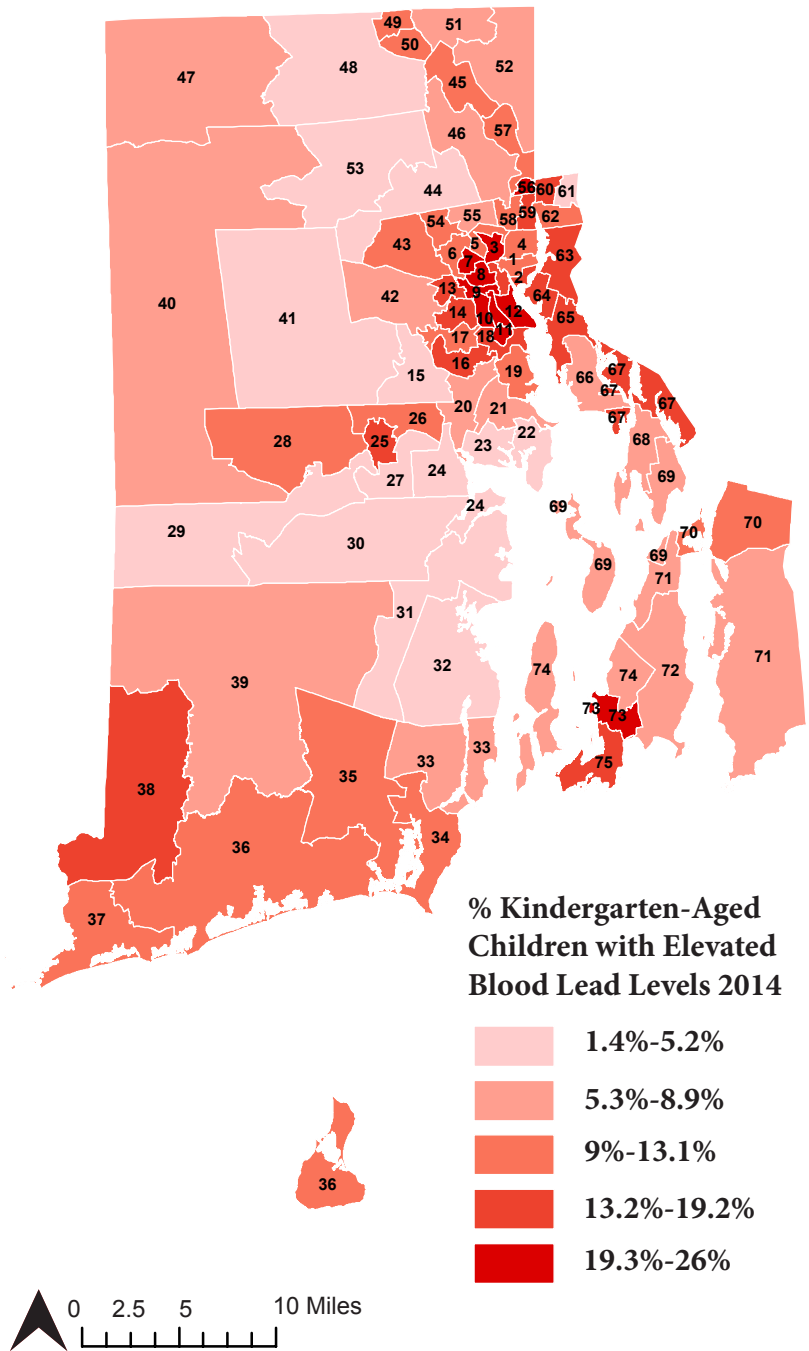 49 51
50
48 52
47
45
46 57
53
44 56 60 61
55 58 59 62
54
43 6 5 3 4 63
7 1
8 2
40 42 13 9 64
41 14 10 12 65
17 18 11
16
15 19 66 67
67
20 21 67
26 67
28 25 22 68
23
27 24 69
24 69 70 70
29
30 69 69
71
31
32 74 72 71
39 74
73 73
33 33 75
38 35
34
36
37
% Kindergarten-Aged
Children with Elevated
Blood Lead Levels 2014
1.4%-5.2%
5.3%-8.9%
9%-13.1%
13.2%-19.2%
19.3%-26%
36
0 2.5 5 10 Miles